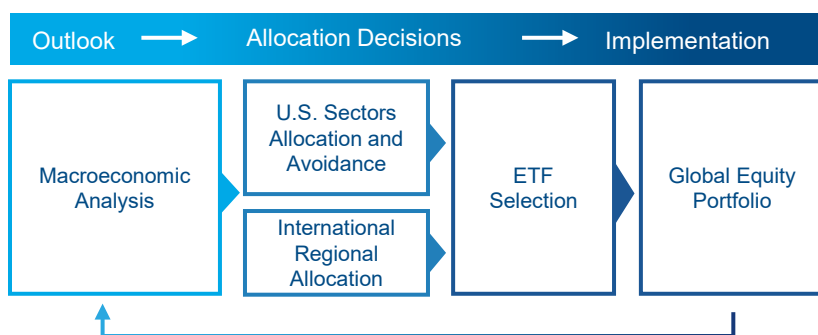 Outlook
Allocation Decisions
Implementation
Macroeconomic
Analysis
U.S. Sectors
Allocation and
Avoidance
International
Regional
Allocation
ETF
Selection
Global Equity
Portfolio